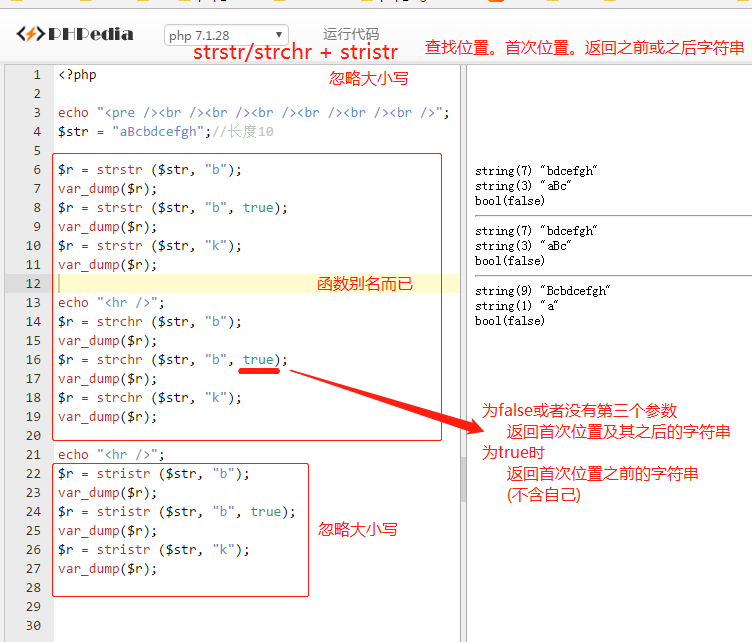 PHPedia
php 7.1.28
运行代码
strstr/strchr + stristr
查找位置。首次位置。返回之前或之后字符串
忽略大小写
1 <?php
2
3 echo "<pre /><br /><br /><br /><br /><br /><br />";
4 $str = "aBcbdcefgh";//长度10
5
6 $r = strstr ($str, "b");
7 var_dump($r);
8 $r = strstr ($str, "b", true);
9 var_dump($r);
10 $r = strstr ($str, "k");
11 var_dump($r);
12
函数别名而已
13 echo "<hr />";
14 $r = strchr ($str, "b");
15 var_dump($r);
16 $r = strchr ($str, "b", true);
17 var_dump($r);
18 $r = strchr ($str, "k");
19 var_dump($r);
20
21 echo "<hr />";
22 $r = stristr ($str, "b");
23 var_dump($r);
24 $r = stristr ($str, "b", true);
25 var_dump($r);
26 $r = stristr ($str, "k");
27 var_dump($r);
28
29
30
忽略大小写
string(7) "bdcefgh"
string(3) "aBc"
bool(false)
string(7) "bdcefgh"
string(3) "aBc"
bool(false)
string(9) "Bcbdcefgh"
string(1) "a"
bool(false)
为false或者没有第三个参数
返回首次位置及其之后的字符串
为true时
返回首次位置之前的字符串
(不含自己)